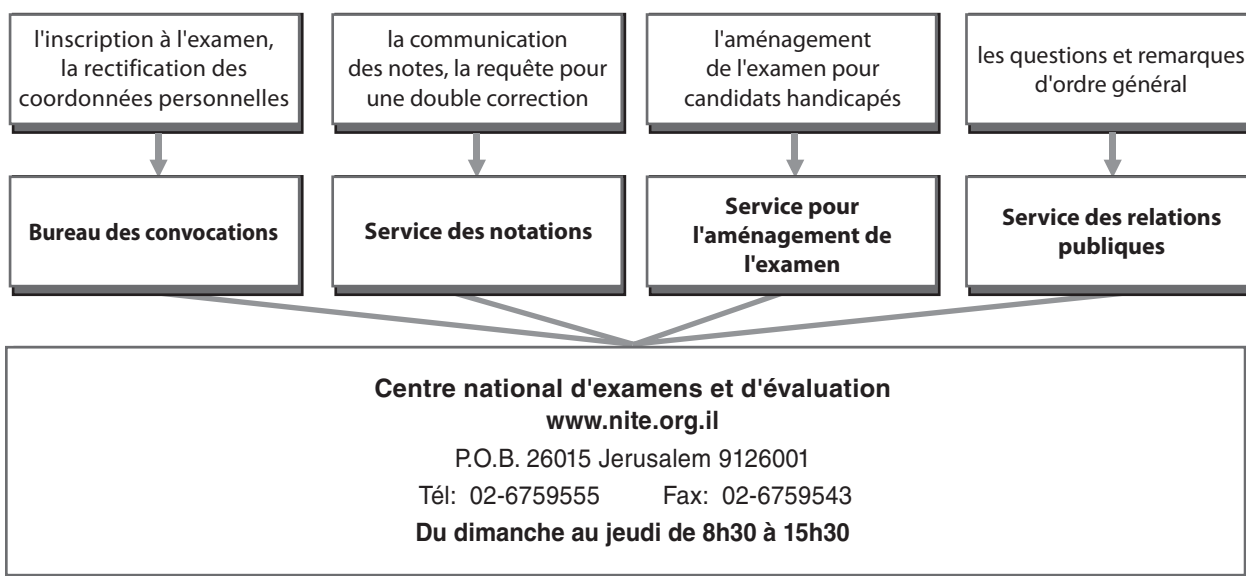 l'inscription à l'examen,
la rectification des
coordonnées personnelles
la communication
des notes, la requête pour
une double correction
l'aménagement
de l'examen pour
candidats handicapés
les questions et remarques
d'ordre général
Bureau des convocations
Service des notations
Service pour
l'aménagement de
l'examen
Service des relations
publiques
Centre national d'examens et d'évaluation
www.nite.org.il
P.O.B. 26015 Jerusalem 9126001
Tél: 02-6759555 Fax: 02-6759543
Du dimanche au jeudi de 8h30 à 15h30